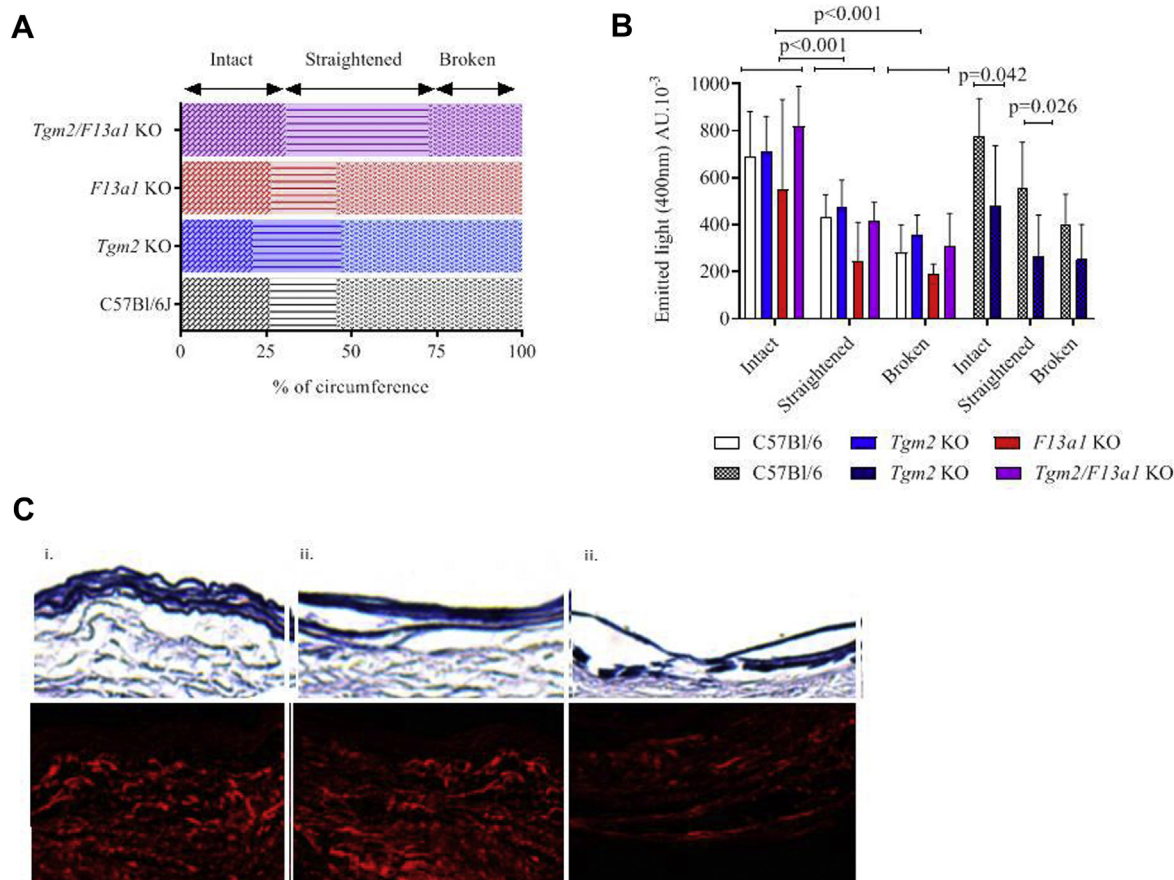 A
Intact Straightened Broken
Tgm2/F13a1 KO
F13a1 KO
Tgm2 KO
C57Bl/6J
0 25 50 75 100
% of circumference
B
p<0.001
p<0.001
p=0.042
p=0.026
Emitted light (400nm) AU.10⁻³
1000
800
600
400
200
0
Intact Straightened Broken Intact Straightened Broken
C57Bl/6 Tgm2 KO F13a1 KO
C57Bl/6 Tgm2 KO Tgm2/F13a1 KO
C
i. ii. ii.